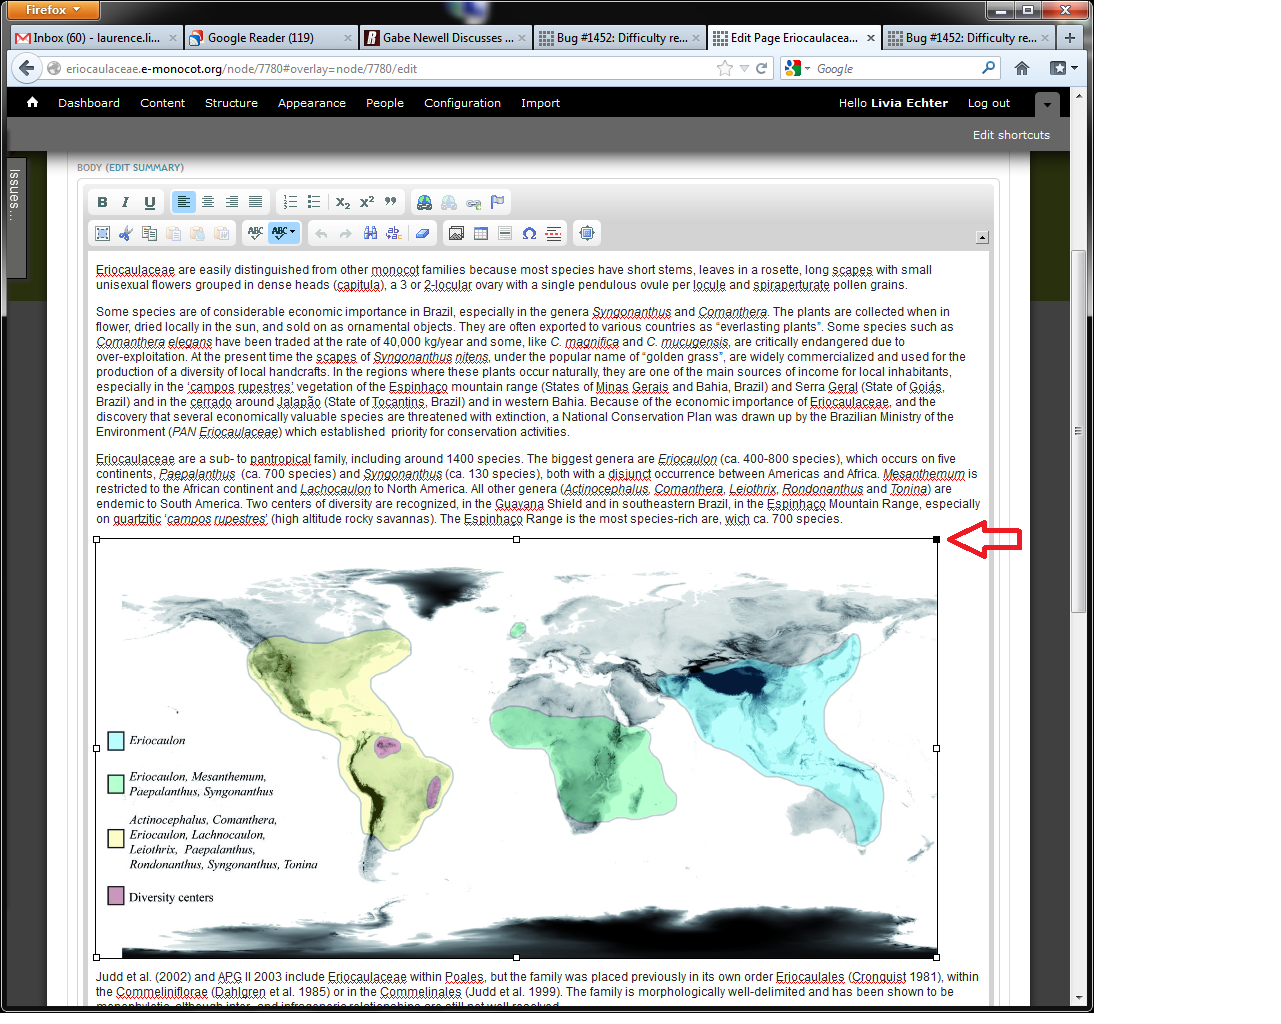 Firefox
Inbox (60) - laurence.li...
Google Reader (119)
Gabe Newell Discusses ...
Bug #1452: Difficulty re...
Edit Page Eriocaulacea...
Bug #1452: Difficulty re...
eriocaulaceae.e-monocot.org/node/7780#overlay=node/7780/edit
Google
Dashboard Content Structure Appearance People Configuration Import
Hello Livia Echter Log out
Edit shortcuts
Issues...
BODY (EDIT SUMMARY)
B I U
ABC ABC
Eriocaulaceae are easily distinguished from other monocot families because most species have short stems, leaves in a rosette, long scapes with small
unisexual flowers grouped in dense heads (capitula), a 3 or 2-locular ovary with a single pendulous ovule per locule and spiraperturate pollen grains.
Some species are of considerable economic importance in Brazil, especially in the genera Syngonanthus and Comanthera. The plants are collected when in
flower, dried locally in the sun, and sold on as ornamental objects. They are often exported to various countries as “everlasting plants”. Some species such as
Comanthera elegans have been traded at the rate of 40,000 kg/year and some, like C. magnifica and C. mucugensis, are critically endangered due to
over-exploitation. At the present time the scapes of Syngonanthus nitens, under the popular name of “golden grass”, are widely commercialized and used for the
production of a diversity of local handcrafts. In the regions where these plants occur naturally, they are one of the main sources of income for local inhabitants,
especially in the ‘campos rupestres’ vegetation of the Espinhaço mountain range (States of Minas Gerais and Bahia, Brazil) and Serra Geral (State of Goiás,
Brazil) and in the cerrado around Jalapão (State of Tocantins, Brazil) and in western Bahia. Because of the economic importance of Eriocaulaceae, and the
discovery that several economically valuable species are threatened with extinction, a National Conservation Plan was drawn up by the Brazilian Ministry of the
Environment (PAN Eriocaulaceae) which established priority for conservation activities.
Eriocaulaceae are a sub- to pantropical family, including around 1400 species. The biggest genera are Eriocaulon (ca. 400-800 species), which occurs on five
continents, Paepalanthus (ca. 700 species) and Syngonanthus (ca. 130 species), both with a disjunct occurrence between Americas and Africa. Mesanthemum is
restricted to the African continent and Lachocaulon to North America. All other genera (Actinocephalus, Comanthera, Leiothrix, Rondonanthus and Tonina) are
endemic to South America. Two centers of diversity are recognized, in the Guayana Shield and in southeastern Brazil, in the Espinhaço Mountain Range, especially
on quartzitic ‘campos rupestres’ (high altitude rocky savannas). The Espinhaço Range is the most species-rich are, wich ca. 700 species.
Eriocaulon
Eriocaulon, Mesanthemum,
Paepalanthus, Syngonanthus
Actinocephalus, Comanthera,
Eriocaulon, Lachnocaulon,
Leiothrix, Paepalanthus,
Rondonanthus, Syngonanthus, Tonina
Diversity centers
Judd et al. (2002) and APG II 2003 include Eriocaulaceae within Poales, but the family was placed previously in its own order Eriocaulales (Cronquist 1981), within
the Commeliniflorae (Dahlgren et al. 1985) or in the Commelinales (Judd et al. 1999). The family is morphologically well-delimited and has been shown to be